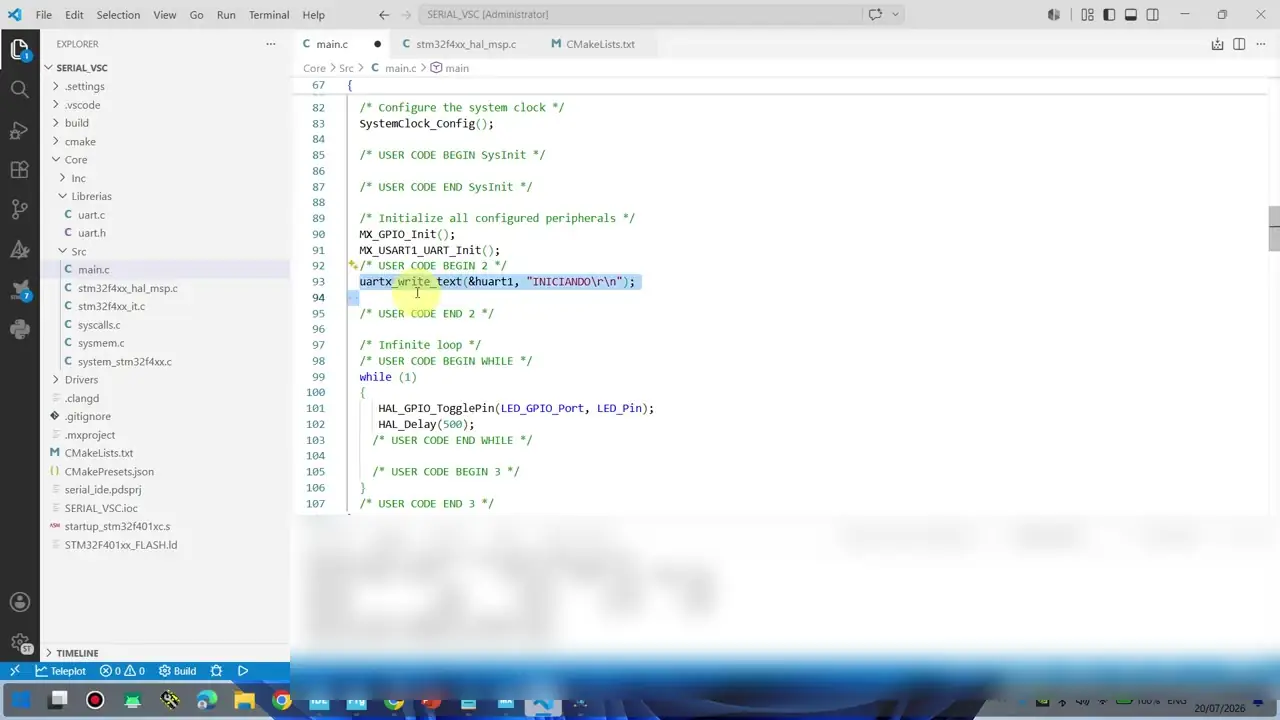 File Edit Selection View Go Run Terminal Help
SERIAL_VSC [Administrator]
EXPLORER
SERIAL_VSC
.settings
.vscode
build
cmake
Core
Inc
Librerias
uart.c
uart.h
Src
main.c
stm32f4xx_hal_msp.c
stm32f4xx_it.c
syscalls.c
sysmem.c
system_stm32f4xx.c
Drivers
.clangd
.gitignore
.mxproject
CMakeLists.txt
CMakePresets.json
serial_ide.pdsprj
SERIAL_VSC.ioc
startup_stm32f401xc.s
STM32F401xx_FLASH.ld
TIMELINE
main.c stm32f4xx_hal_msp.c CMakeLists.txt
Core > Src > main.c > main
67 {
82 /* Configure the system clock */
83 SystemClock_Config();
84
85 /* USER CODE BEGIN SysInit */
86
87 /* USER CODE END SysInit */
88
89 /* Initialize all configured peripherals */
90 MX_GPIO_Init();
91 MX_USART1_UART_Init();
92 /* USER CODE BEGIN 2 */
93 uartx_write_text(&huart1, "INICIANDO\r\n");
94
95 /* USER CODE END 2 */
96
97 /* Infinite loop */
98 /* USER CODE BEGIN WHILE */
99 while (1)
100 {
101 HAL_GPIO_TogglePin(LED_GPIO_Port, LED_Pin);
102 HAL_Delay(500);
103 /* USER CODE END WHILE */
104
105 /* USER CODE BEGIN 3 */
106 }
107 /* USER CODE END 3 */
Teleplot 0 0 Build
100% ENG
20/07/2026